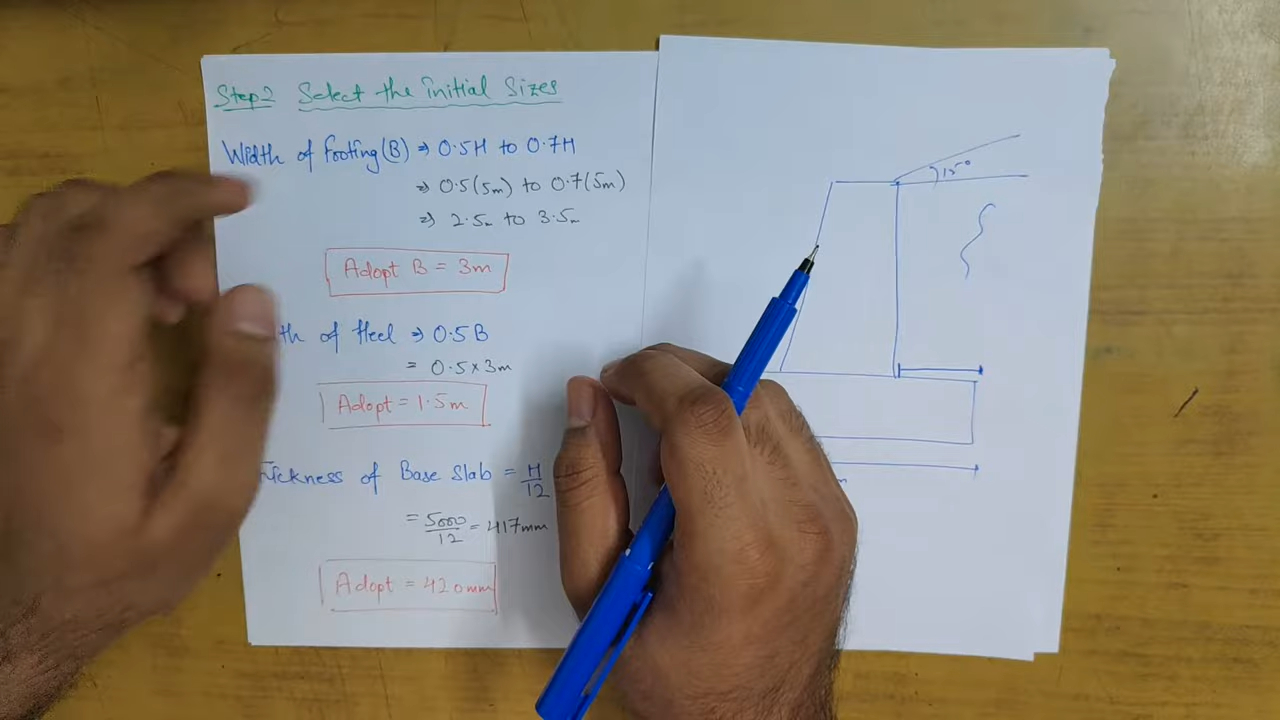 Step 2 Select the initial Sizes
Width of Footing (B) ⇒ 0.5H to 0.7H
⇒ 0.5(5m) to 0.7(5m)
⇒ 2.5m to 3.5m
Adopt B = 3m
th of Heel ⇒ 0.5B
= 0.5×3m
Adopt = 1.5m
ickness of Base Slab = H/12
= 5000/12 = 417mm
Adopt = 420mm
15°
m